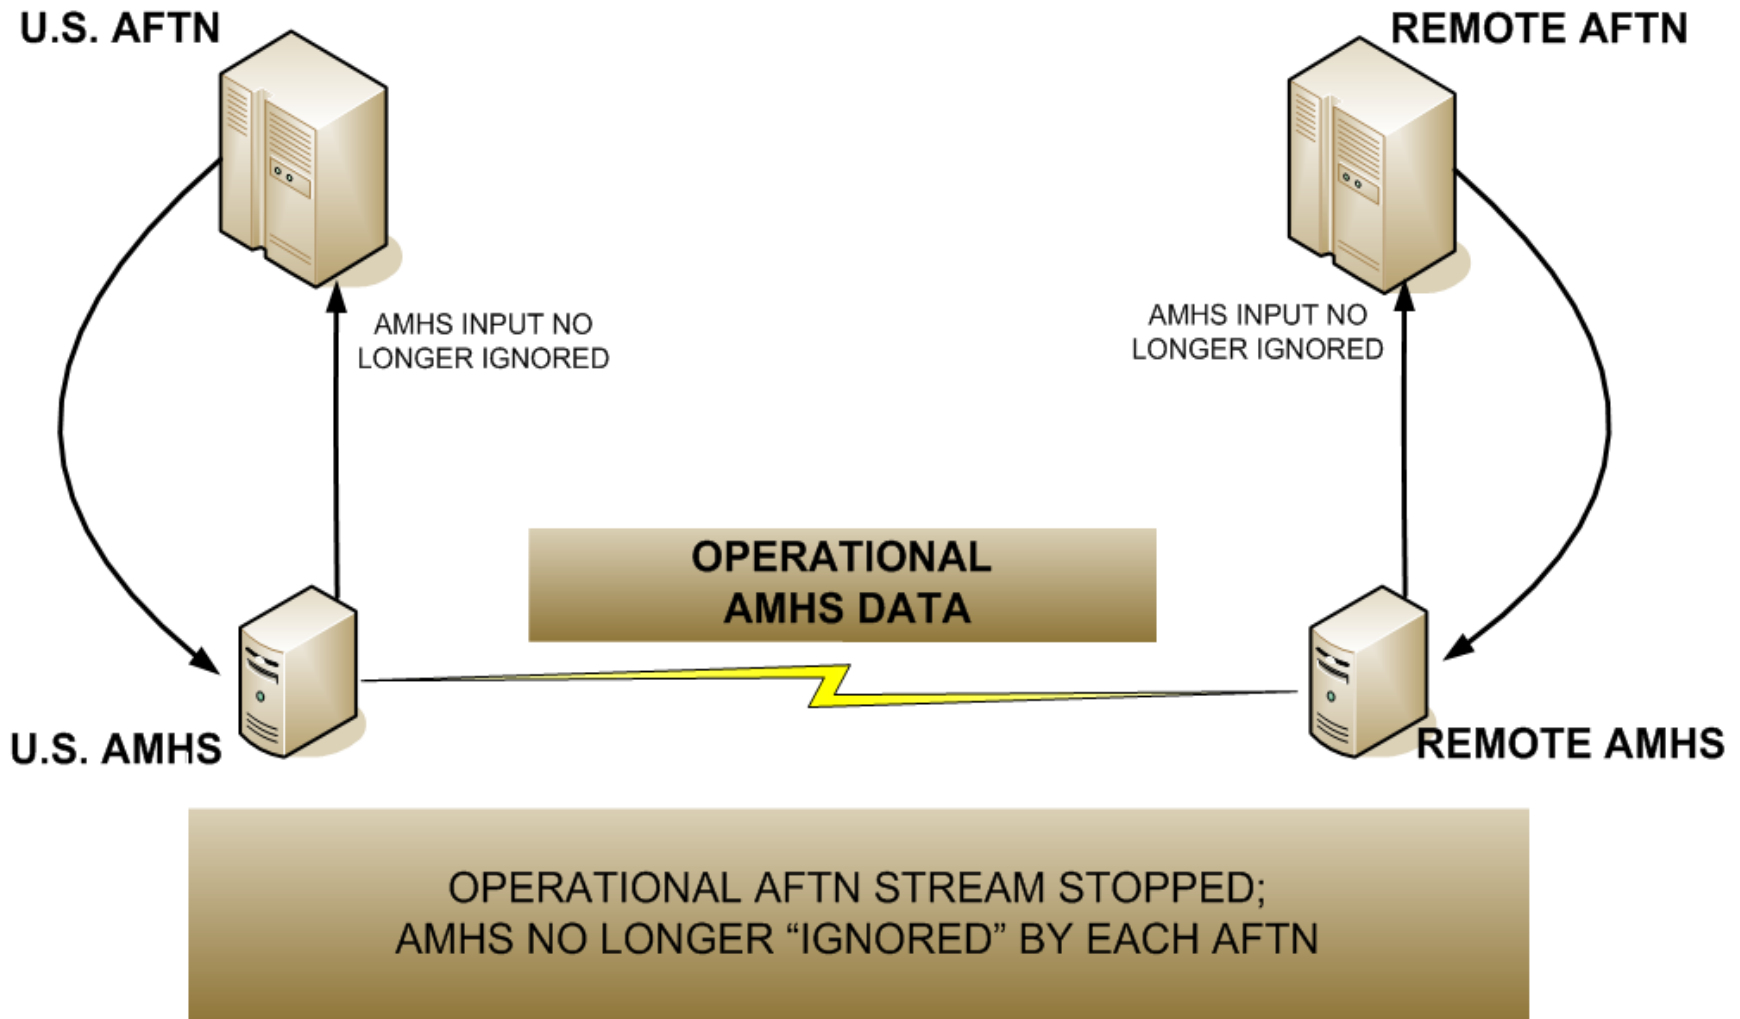 U.S. AFTN
REMOTE AFTN
AMHS INPUT NO
LONGER IGNORED
AMHS INPUT NO
LONGER IGNORED
OPERATIONAL
AMHS DATA
U.S. AMHS
REMOTE AMHS
OPERATIONAL AFTN STREAM STOPPED;
AMHS NO LONGER “IGNORED” BY EACH AFTN